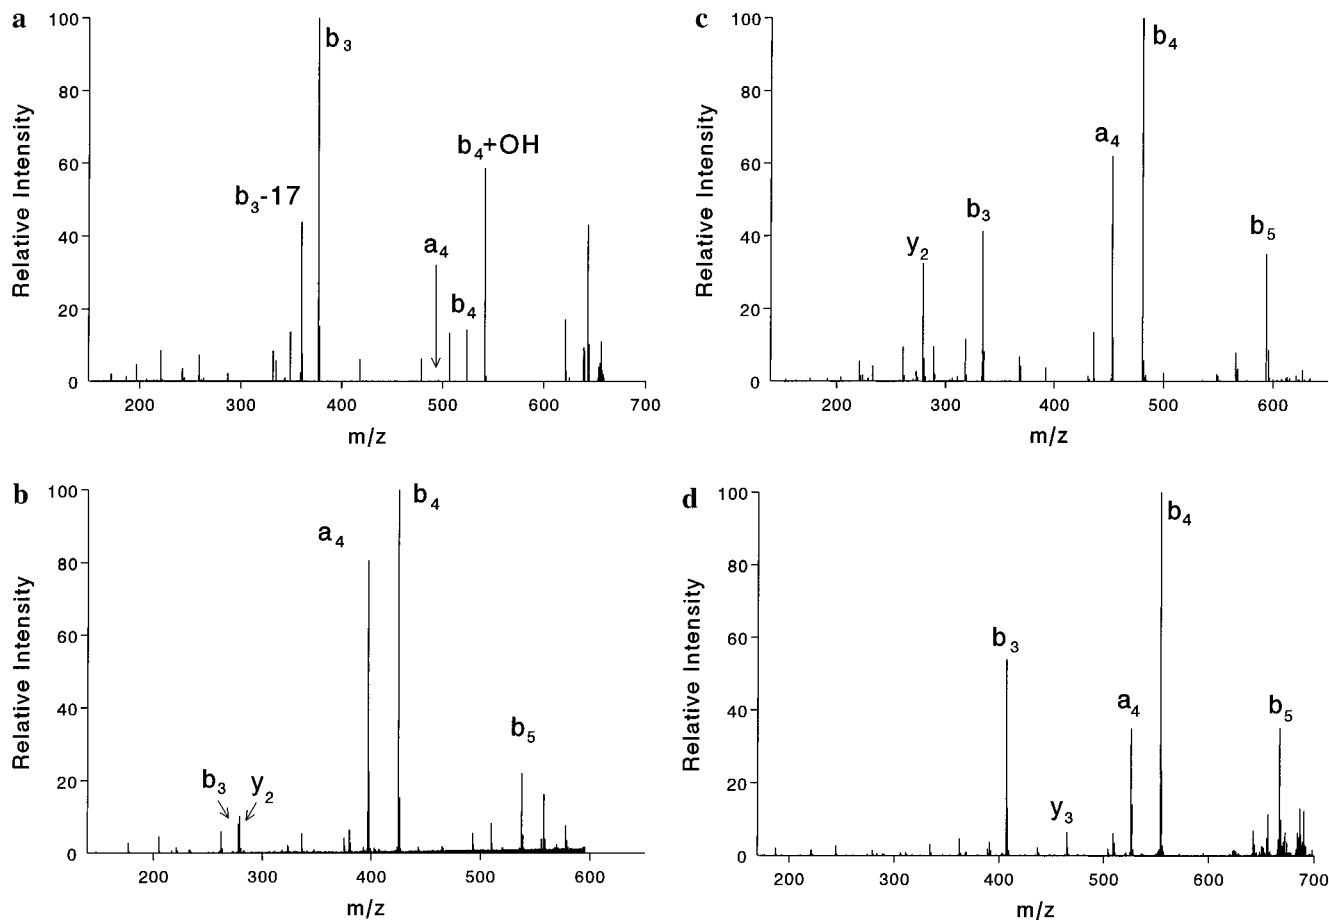 a
Relative Intensity
100
80
60
40
20
0
b₃
b₃-17
b₄+OH
a₄
b₄
200 300 400 500 600 700
m/z
c
Relative Intensity
100
80
60
40
20
0
b₄
a₄
b₃
y₂
b₅
200 300 400 500 600
m/z
b
Relative Intensity
100
80
60
40
20
0
b₄
a₄
b₅
b₃ y₂
200 300 400 500 600
m/z
d
Relative Intensity
100
80
60
40
20
0
b₄
b₃
a₄
b₅
y₃
200 300 400 500 600 700
m/z